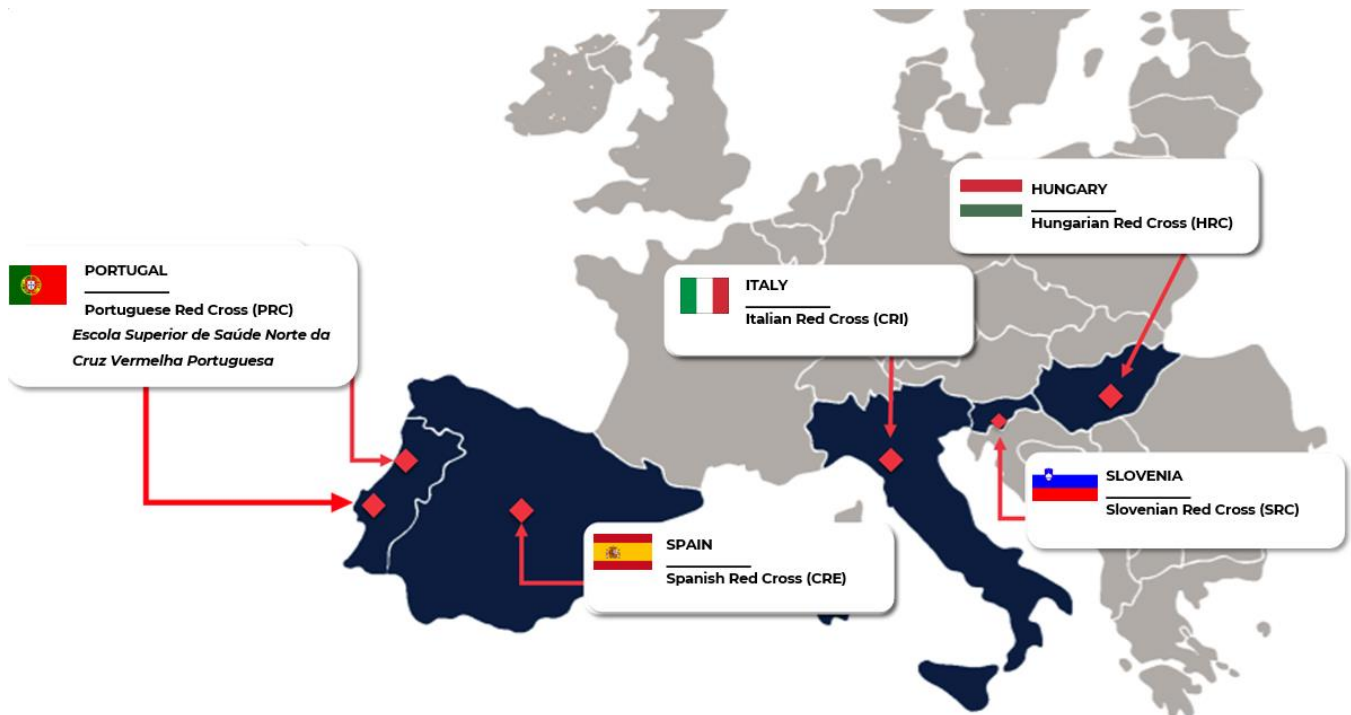 HUNGARY
Hungarian Red Cross (HRC)
PORTUGAL
Portuguese Red Cross (PRC)
Escola Superior de Saúde Norte da
Cruz Vermelha Portuguesa
ITALY
Italian Red Cross (CRI)
SLOVENIA
Slovenian Red Cross (SRC)
SPAIN
Spanish Red Cross (CRE)